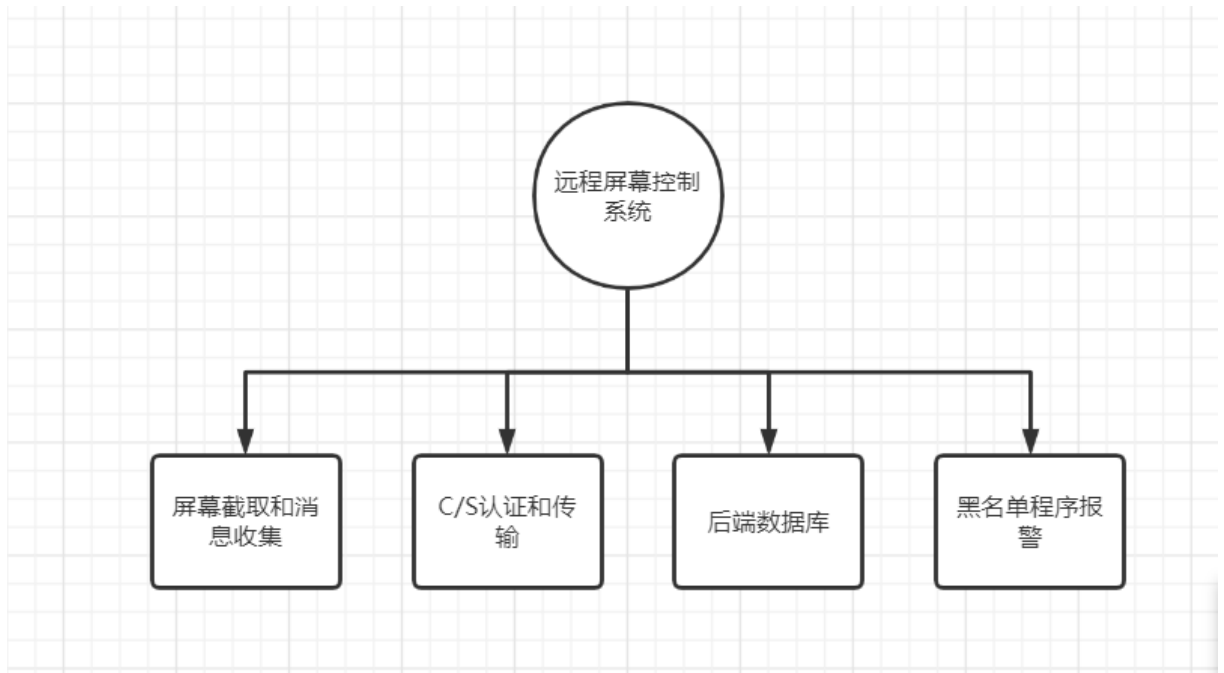 远程屏幕控制
系统
屏幕截取和消
息收集
C/S认证和传
输
后端数据库
黑名单程序报
警